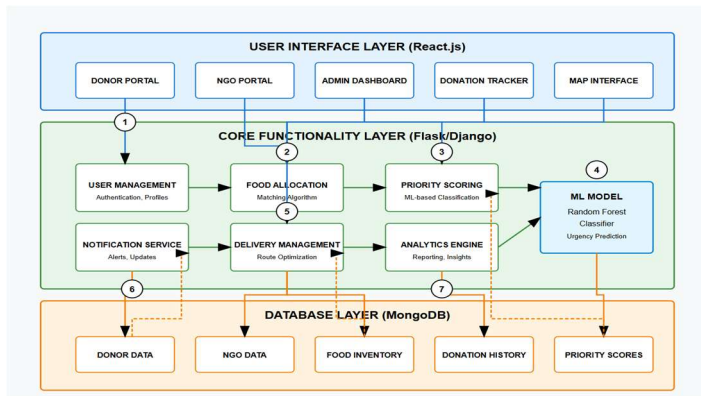 USER INTERFACE LAYER (React.js)
DONOR PORTAL
NGO PORTAL
ADMIN DASHBOARD
DONATION TRACKER
MAP INTERFACE
1
CORE FUNCTIONALITY LAYER (Flask/Django)
2
3
4
USER MANAGEMENT
Authentication, Profiles
FOOD ALLOCATION
Matching Algorithm
PRIORITY SCORING
ML-based Classification
ML MODEL
Random Forest
Classifier
Urgency Prediction
5
NOTIFICATION SERVICE
Alerts, Updates
DELIVERY MANAGEMENT
Route Optimization
ANALYTICS ENGINE
Reporting, Insights
6
7
DATABASE LAYER (MongoDB)
DONOR DATA
NGO DATA
FOOD INVENTORY
DONATION HISTORY
PRIORITY SCORES